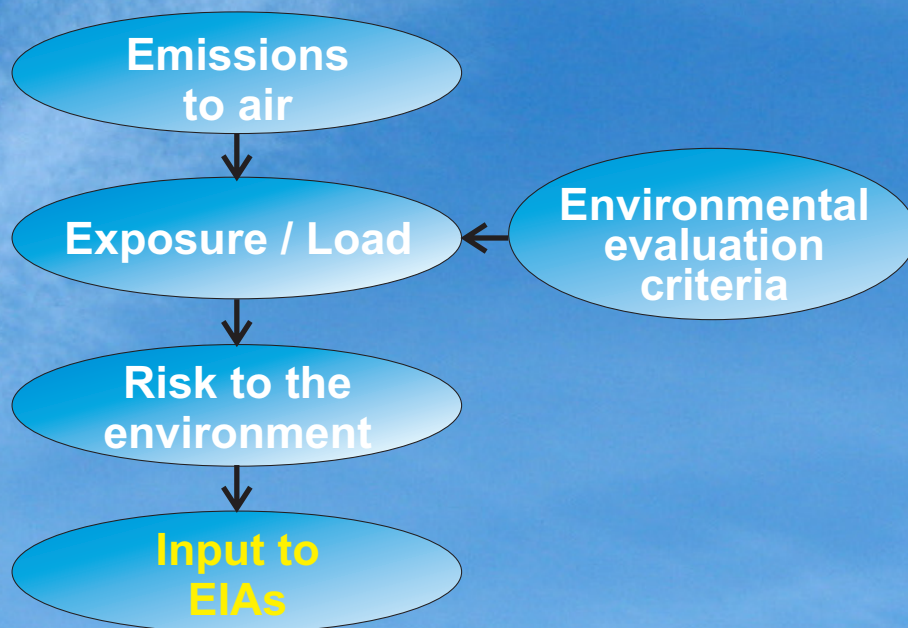 Emissions
to air
Exposure / Load
Environmental
evaluation
criteria
Risk to the
environment
Input to
EIAs